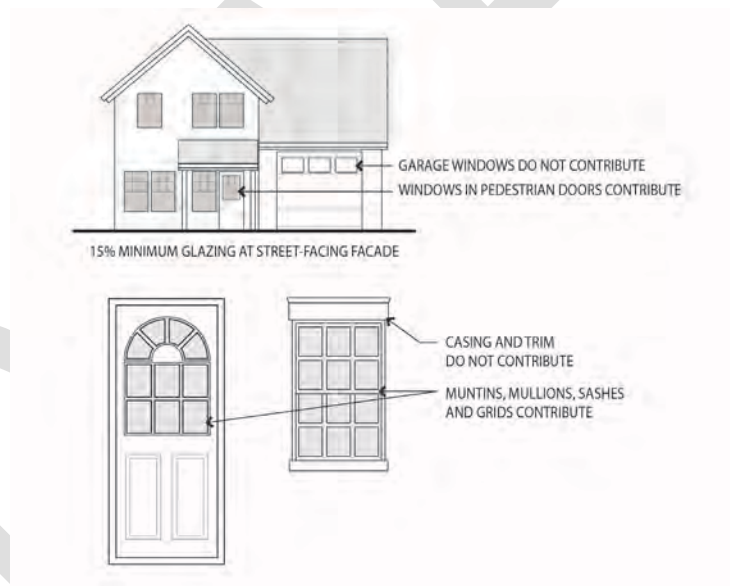 GARAGE WINDOWS DO NOT CONTRIBUTE
WINDOWS IN PEDESTRIAN DOORS CONTRIBUTE
15% MINIMUM GLAZING AT STREET-FACING FACADE
CASING AND TRIM
DO NOT CONTRIBUTE
MUNTINS, MULLIONS, SASHES
AND GRIDS CONTRIBUTE